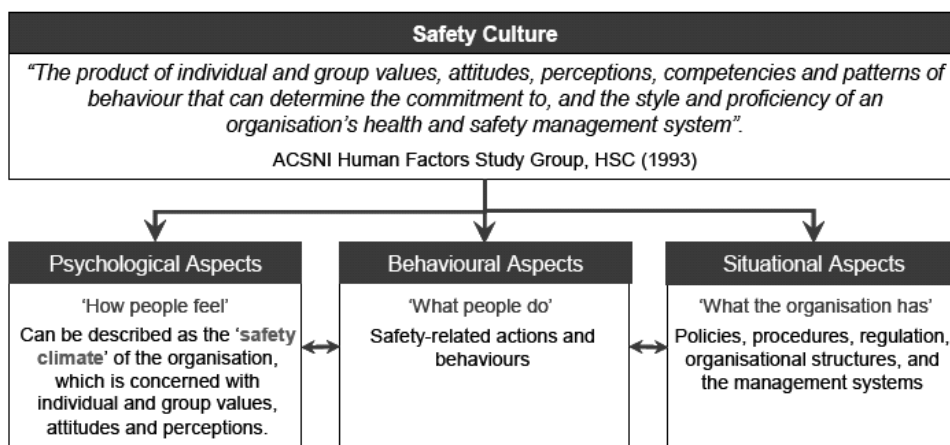 Safety Culture
“The product of individual and group values, attitudes, perceptions, competencies and patterns of
behaviour that can determine the commitment to, and the style and proficiency of an
organisation’s health and safety management system”.
ACSNI Human Factors Study Group, HSC (1993)
Psychological Aspects
‘How people feel’
Can be described as the ‘safety
climate’ of the organisation,
which is concerned with
individual and group values,
attitudes and perceptions.
Behavioural Aspects
‘What people do’
Safety-related actions and
behaviours
Situational Aspects
‘What the organisation has’
Policies, procedures, regulation,
organisational structures, and
the management systems